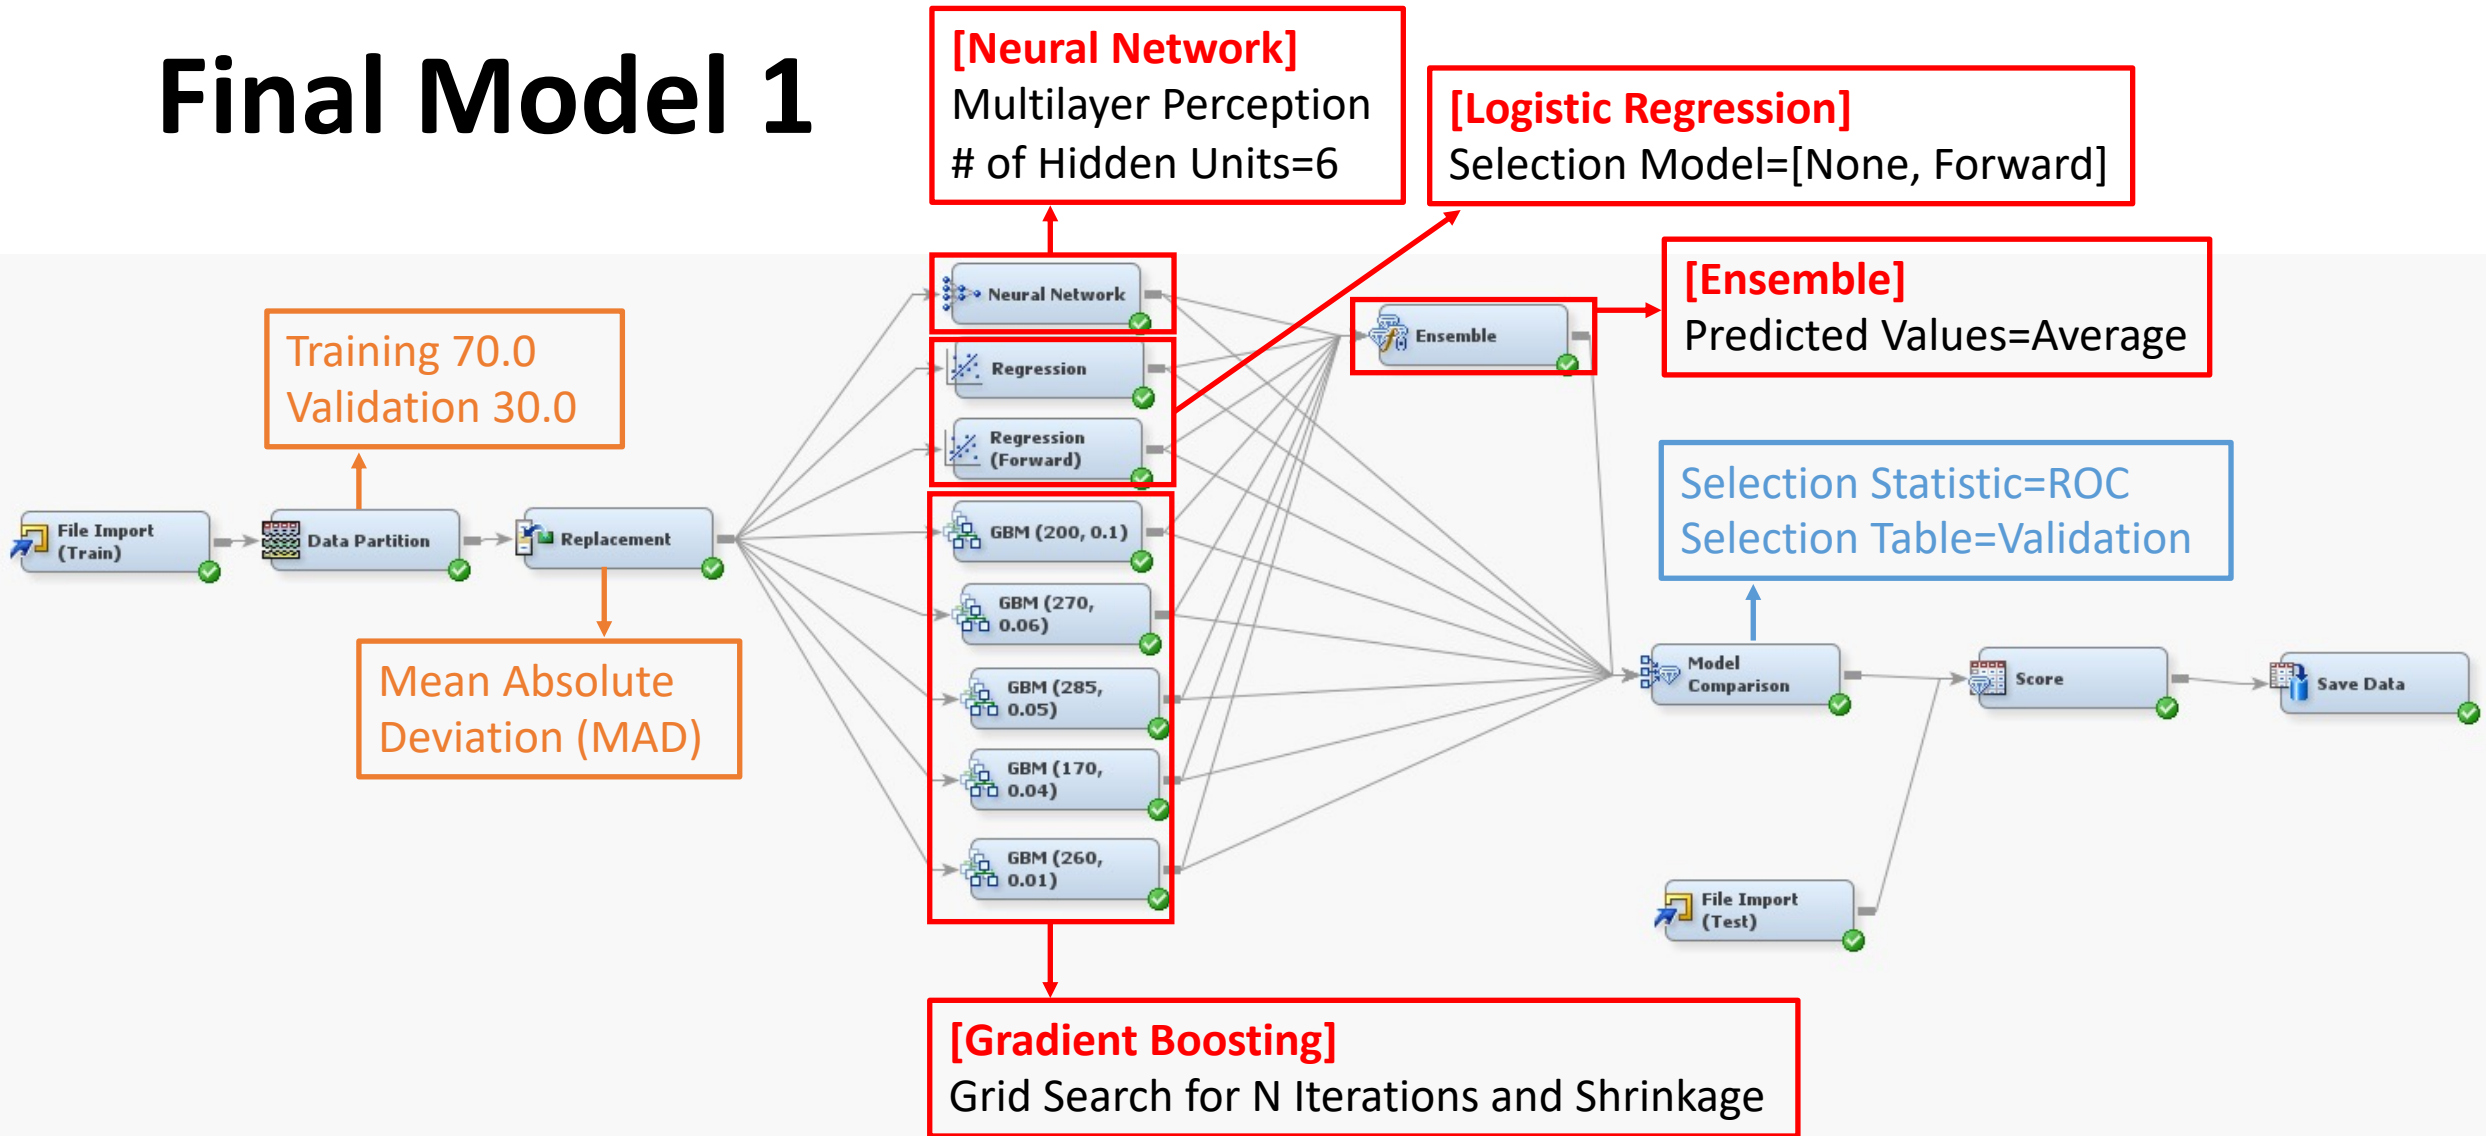 Final Model 1
[Neural Network]
Multilayer Perception
# of Hidden Units=6
[Logistic Regression]
Selection Model=[None, Forward]
[Ensemble]
Predicted Values=Average
Training 70.0
Validation 30.0
Neural Network
Regression
Regression
(Forward)
Ensemble
Selection Statistic=ROC
Selection Table=Validation
File Import
(Train)
Data Partition
Replacement
GBM (200, 0.1)
GBM (270,
0.06)
GBM (285,
0.05)
GBM (170,
0.04)
GBM (260,
0.01)
Mean Absolute
Deviation (MAD)
Model
Comparison
Score
Save Data
File Import
(Test)
[Gradient Boosting]
Grid Search for N Iterations and Shrinkage